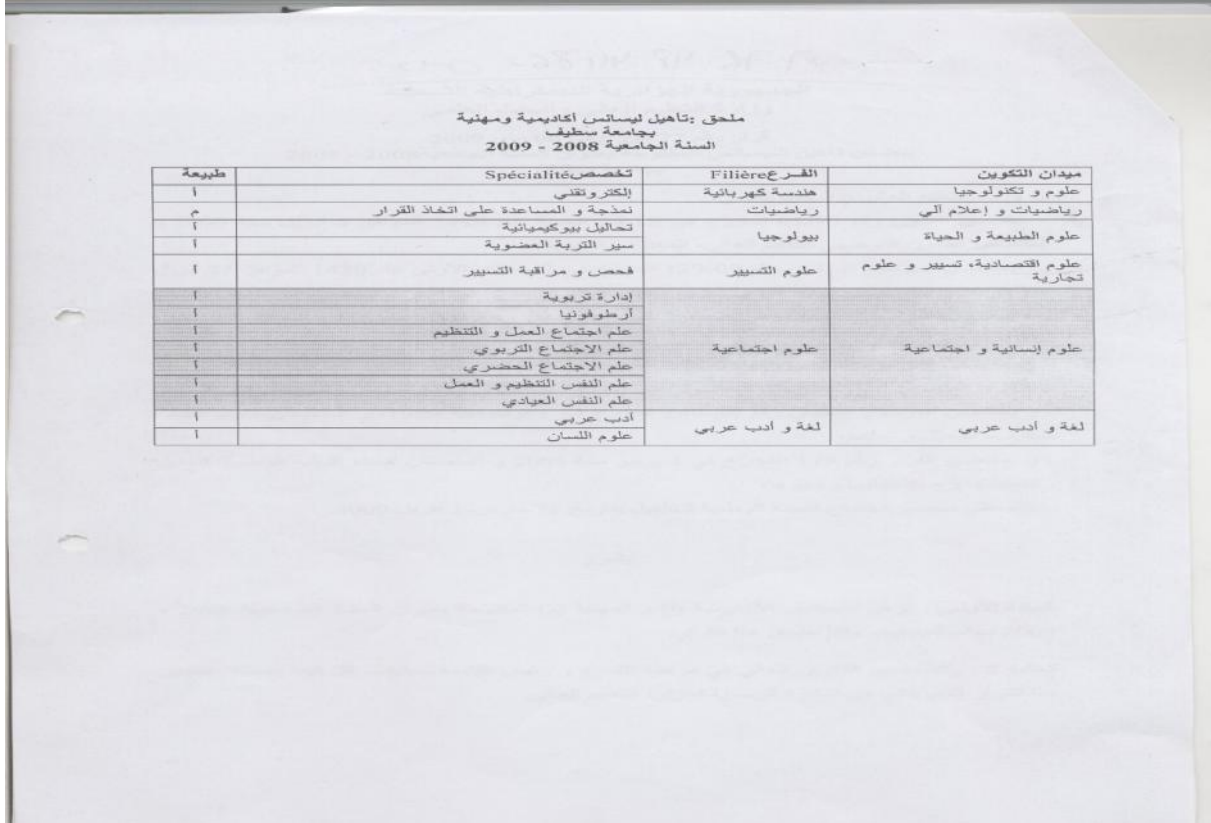 ملحق :تأهيل ليسانس أكاديمية ومهنية
بجامعة سطيف
السنة الجامعية 2008 - 2009
ميدان التكوين الفرعFilière تخصصSpécialité طبيعة
علوم و تكنولوجيا هندسة كهربائية إلكتروتقني أ
رياضيات و إعلام آلي رياضيات نمذجة و المساعدة على اتخاذ القرار م
علوم الطبيعة و الحياة بيولوجيا تحاليل بيوكيميائية أ
سير التربة العضوية أ
علوم اقتصادية، تسيير و علوم تجارية علوم التسيير فحص و مراقبة التسيير أ
علوم إنسانية و اجتماعية علوم اجتماعية إدارة تربوية أ
أرطوفونيا أ
علم اجتماع العمل و التنظيم أ
علم الاجتماع التربوي أ
علم الاجتماع الحضري أ
علم النفس التنظيم و العمل أ
علم النفس العيادي أ
لغة و أدب عربي لغة و أدب عربي أدب عربي أ
علوم اللسان أ